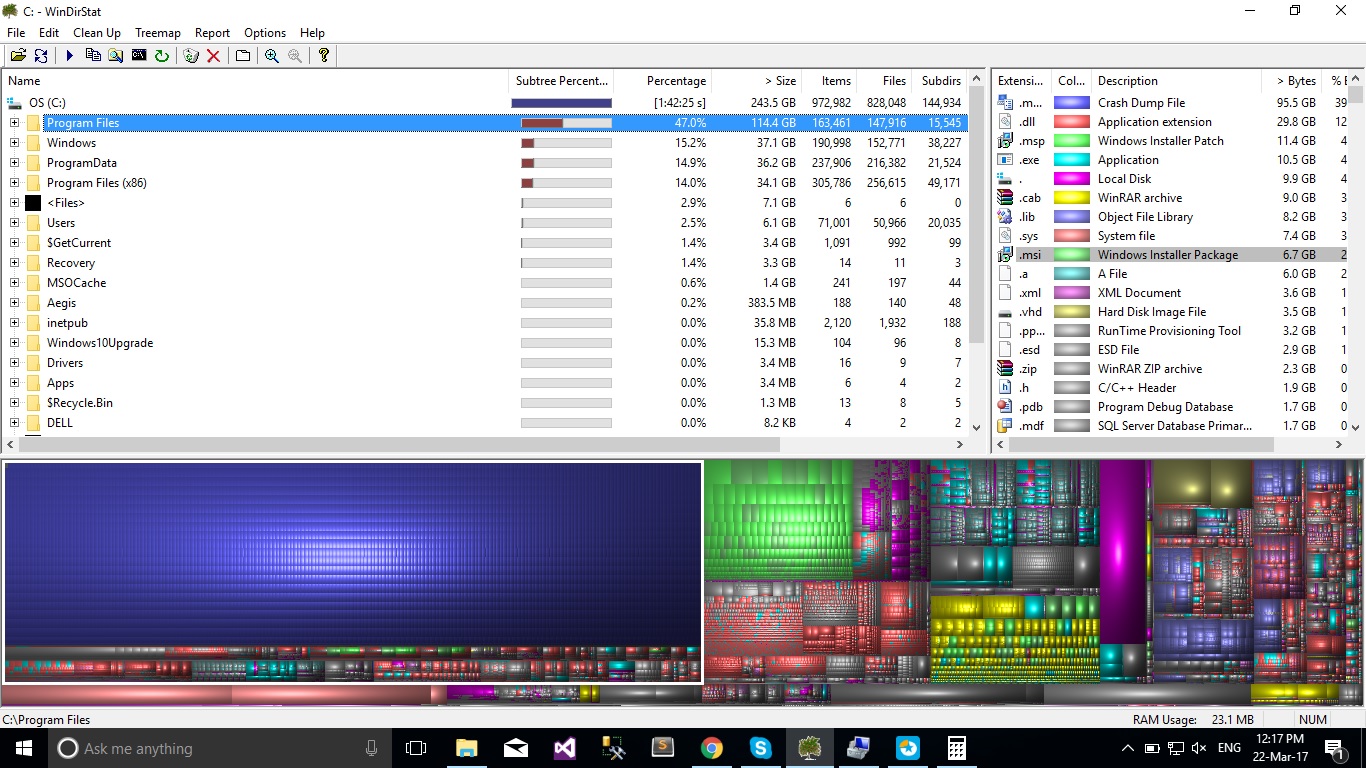 C: - WinDirStat
File Edit Clean Up Treemap Report Options Help
Name Subtree Percent... Percentage > Size Items Files Subdirs
OS (C:) [1:42:25 s] 243.5 GB 972,982 828,048 144,934
Program Files 47.0% 114.4 GB 163,461 147,916 15,545
Windows 15.2% 37.1 GB 190,998 152,771 38,227
ProgramData 14.9% 36.2 GB 237,906 216,382 21,524
Program Files (x86) 14.0% 34.1 GB 305,786 256,615 49,171
<Files> 2.9% 7.1 GB 6 6 0
Users 2.5% 6.1 GB 71,001 50,966 20,035
$GetCurrent 1.4% 3.4 GB 1,091 992 99
Recovery 1.4% 3.3 GB 14 11 3
MSOCache 0.6% 1.4 GB 241 197 44
Aegis 0.2% 383.5 MB 188 140 48
inetpub 0.0% 35.8 MB 2,120 1,932 188
Windows10Upgrade 0.0% 15.3 MB 104 96 8
Drivers 0.0% 3.4 MB 16 9 7
Apps 0.0% 3.4 MB 6 4 2
$Recycle.Bin 0.0% 1.3 MB 13 8 5
DELL 0.0% 8.2 KB 4 2 2
Extensi... Col... Description > Bytes % B
.m... Crash Dump File 95.5 GB 39
.dll Application extension 29.8 GB 12
.msp Windows Installer Patch 11.4 GB 4
.exe Application 10.5 GB 4
. Local Disk 9.9 GB 4
.cab WinRAR archive 9.0 GB 3
.lib Object File Library 8.2 GB 3
.sys System file 7.4 GB 3
.msi Windows Installer Package 6.7 GB 2
.a A File 6.0 GB 2
.xml XML Document 3.6 GB 1
.vhd Hard Disk Image File 3.5 GB 1
.pp... RunTime Provisioning Tool 3.2 GB 1
.esd ESD File 2.9 GB 1
.zip WinRAR ZIP archive 2.3 GB 0
.h C/C++ Header 1.9 GB 0
.pdb Program Debug Database 1.7 GB 0
.mdf SQL Server Database Primar... 1.7 GB 0
C:\Program Files RAM Usage: 23.1 MB NUM
Ask me anything
ENG
12:17 PM
22-Mar-17
1